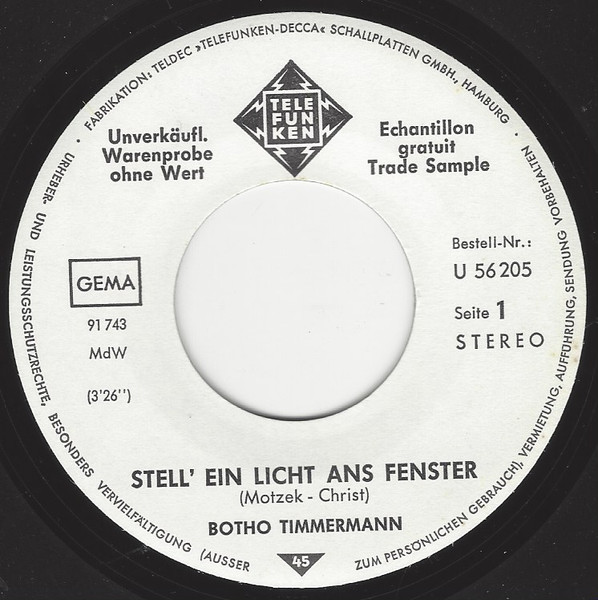 · FABRIKATION: TELDEC »TELEFUNKEN-DECCA« SCHALLPLATTEN GMBH., HAMBURG ·
URHEBER- UND LEISTUNGSSCHUTZRECHTE, BESONDERS VERVIELFÄLTIGUNG (AUSSER ZUM PERSÖNLICHEN GEBRAUCH), VERMIETUNG, AUFFÜHRUNG, SENDUNG VORBEHALTEN
TELE
FUN
KEN
Unverkäufl.
Warenprobe
ohne Wert
Echantillon
gratuit
Trade Sample
GEMA
91 743
MdW
(3'26'')
Bestell-Nr.:
U 56 205
Seite 1
STEREO
STELL' EIN LICHT ANS FENSTER
(Motzek - Christ)
BOTHO TIMMERMANN
45